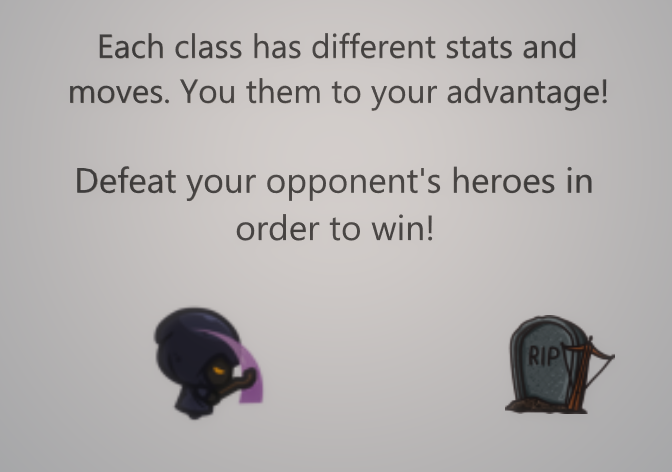 Each class has different stats and
moves. You them to your advantage!
Defeat your opponent's heroes in
order to win!
RIP